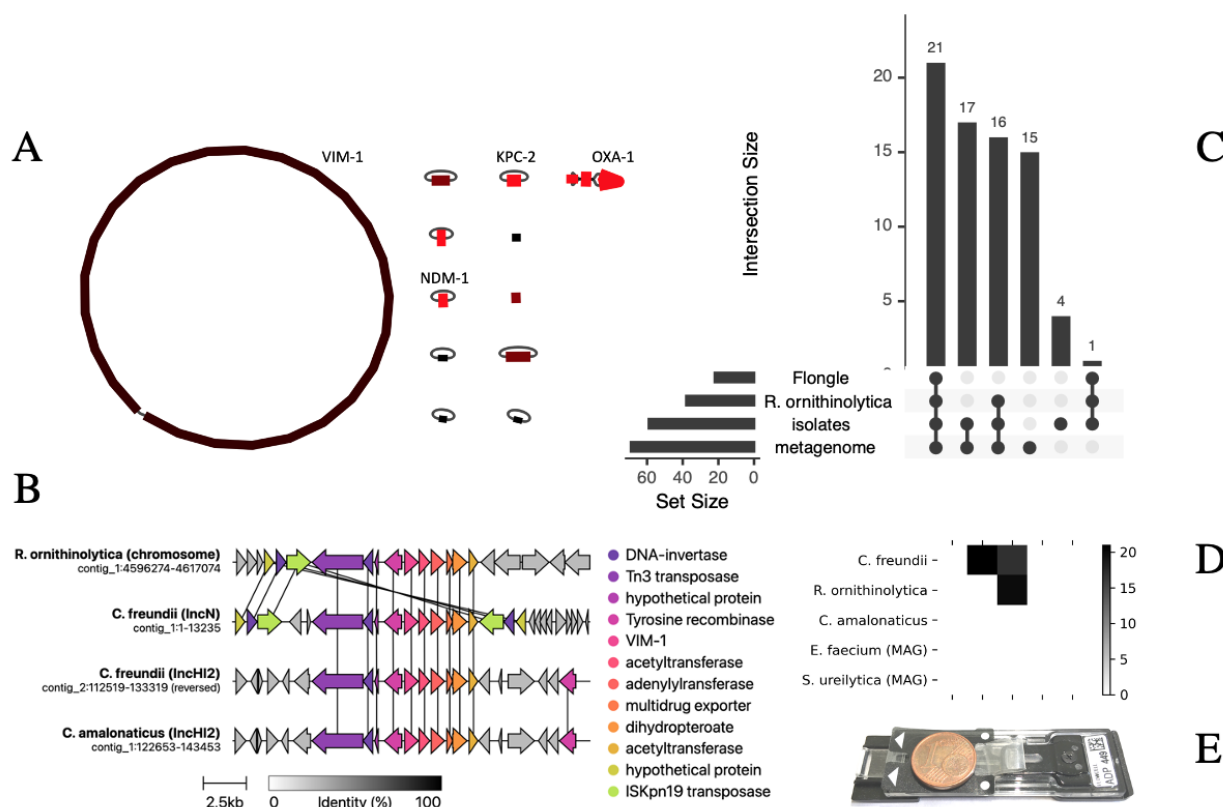 A
VIM-1
KPC-2
OXA-1
NDM-1
Intersection Size
20
15
10
5
21
17
16
15
4
1
C
Flongle
R. ornithinolytica
isolates
metagenome
60 40 20 0
Set Size
B
R. ornithinolytica (chromosome)
contig_1:4596274-4617074
C. freundii (IncN)
contig_1:1-13235
C. freundii (IncHI2)
contig_2:112519-133319 (reversed)
C. amalonaticus (IncHI2)
contig_1:122653-143453
2.5kb
0 Identity (%) 100
DNA-invertase
Tn3 transposase
hypothetical protein
Tyrosine recombinase
VIM-1
acetyltransferase
adenylyltransferase
multidrug exporter
dihydropteroate
acetyltransferase
hypothetical protein
ISKpn19 transposase
D
C. freundii
R. ornithinolytica
C. amalonaticus
E. faecium (MAG)
S. ureilytica (MAG)
20
15
10
5
0
E
ADP 449